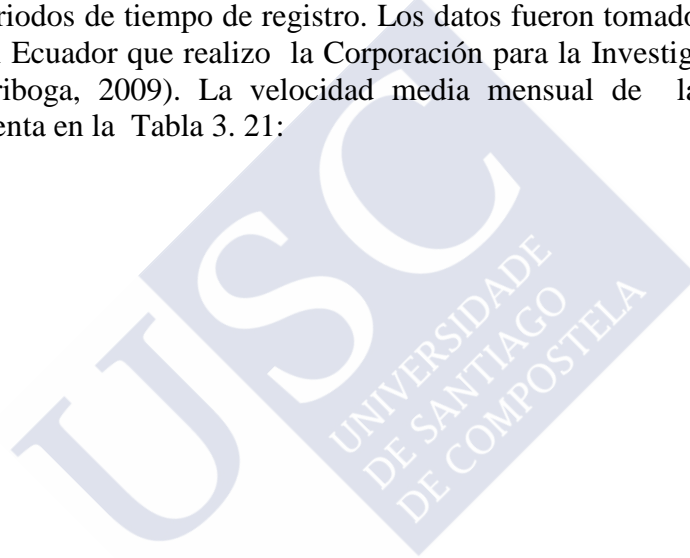 riodos de tiempo de registro. Los datos fueron tomado
Ecuador que realizo la Corporación para la Investig
riboga, 2009). La velocidad media mensual de la
enta en la Tabla 3. 21:
USC
UNIVERSIDADE
DE SANTIAGO
DE COMPOSTELA